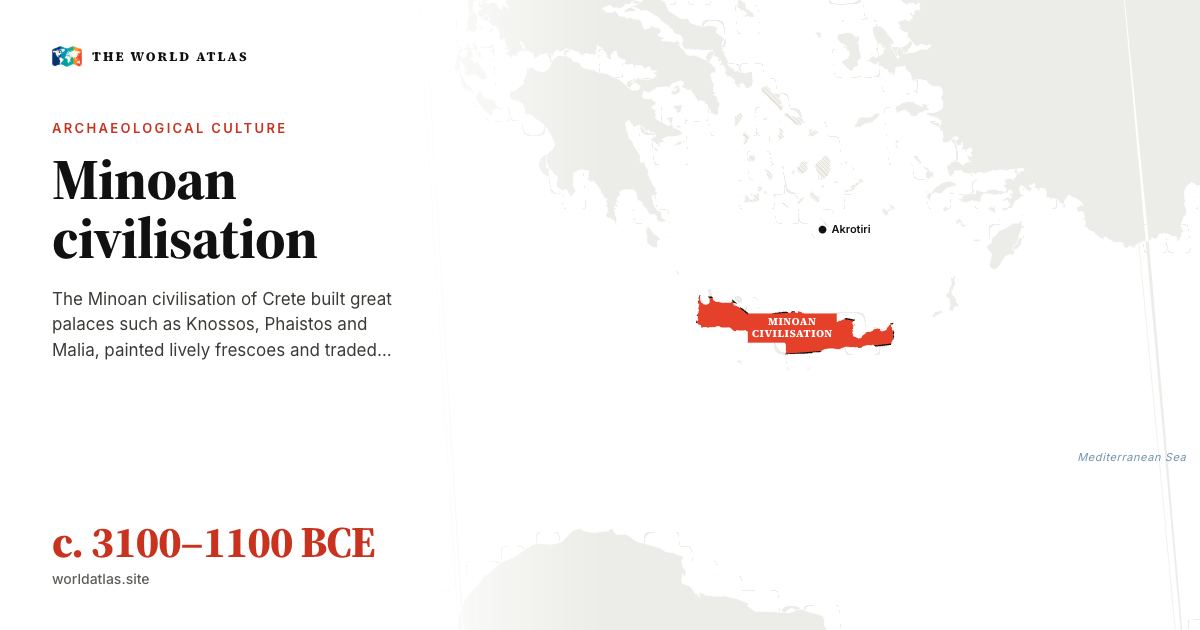 THE WORLD ATLAS
ARCHAEOLOGICAL CULTURE
Minoan
civilisation
The Minoan civilisation of Crete built great
palaces such as Knossos, Phaistos and
Malia, painted lively frescoes and traded...
c. 3100–1100 BCE
worldatlas.site
Akrotiri
MINOAN
CIVILISATION
Mediterranean Sea